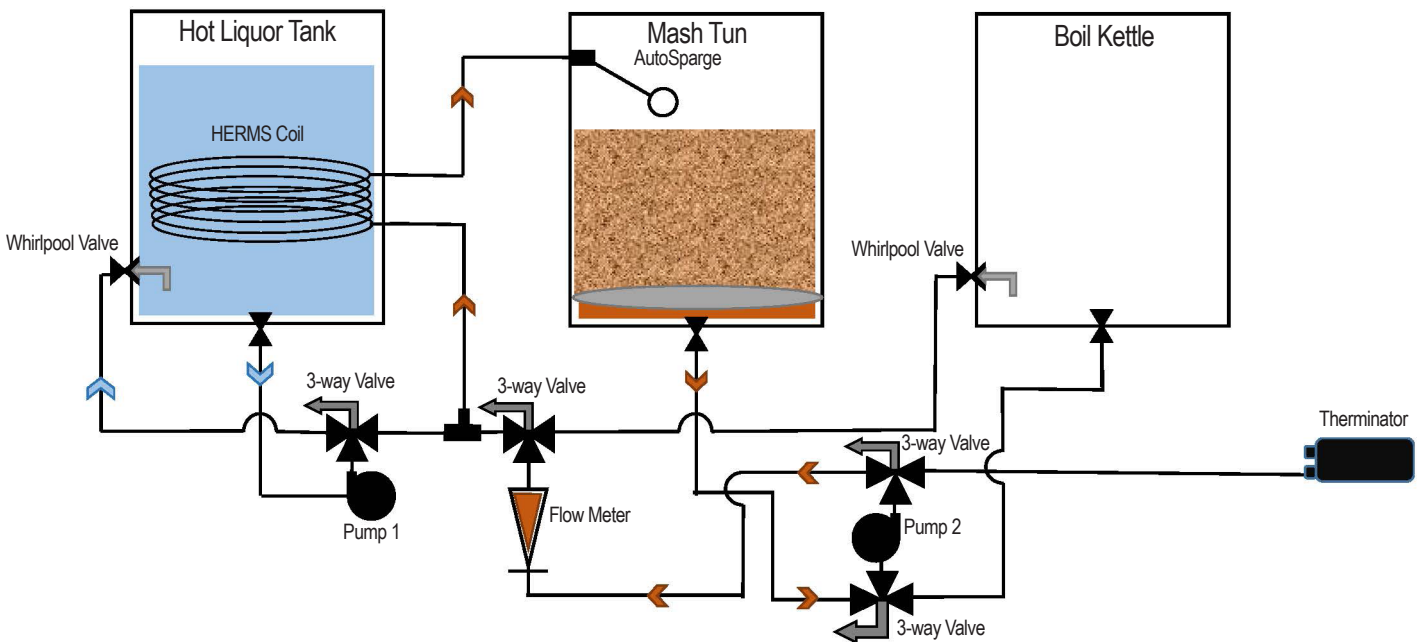 Hot Liquor Tank
Mash Tun
AutoSparge
Boil Kettle
HERMS Coil
Whirlpool Valve
Whirlpool Valve
3-way Valve
3-way Valve
3-way Valve
Therminator
Flow Meter
Pump 1
Pump 2
3-way Valve